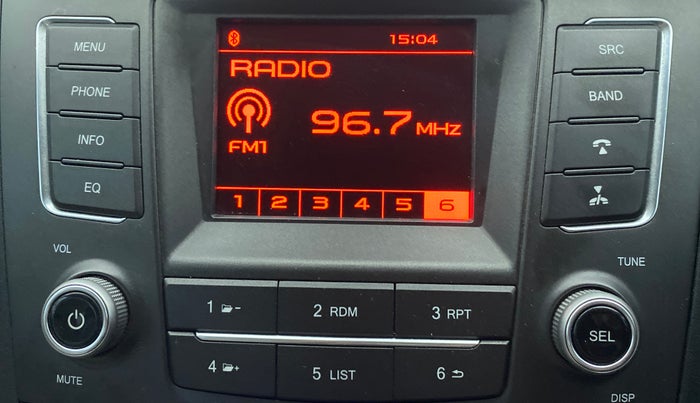 MENU
PHONE
INFO
EQ
15:04
RADIO
FM1
96.7 MHz
1 2 3 4 5 6
SRC
BAND
VOL
MUTE
1 -
2 RDM
3 RPT
4 +
5 LIST
6
TUNE
SEL
DISP